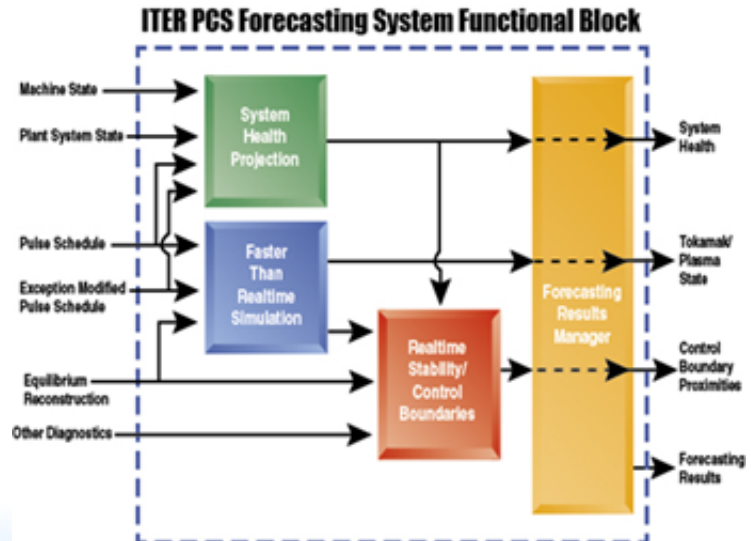 ITER PCS Forecasting System Functional Block
Machine State
Plant System State
Pulse Schedule
Exception Modified
Pulse Schedule
Equilibrium
Reconstruction
Other Diagnostics
System
Health
Projection
Faster
Than
Realtime
Simulation
Realtime
Stability/
Control
Boundaries
Forecasting
Results
Manager
System
Health
Tokamak/
Plasma
State
Control
Boundary
Proximities
Forecasting
Results